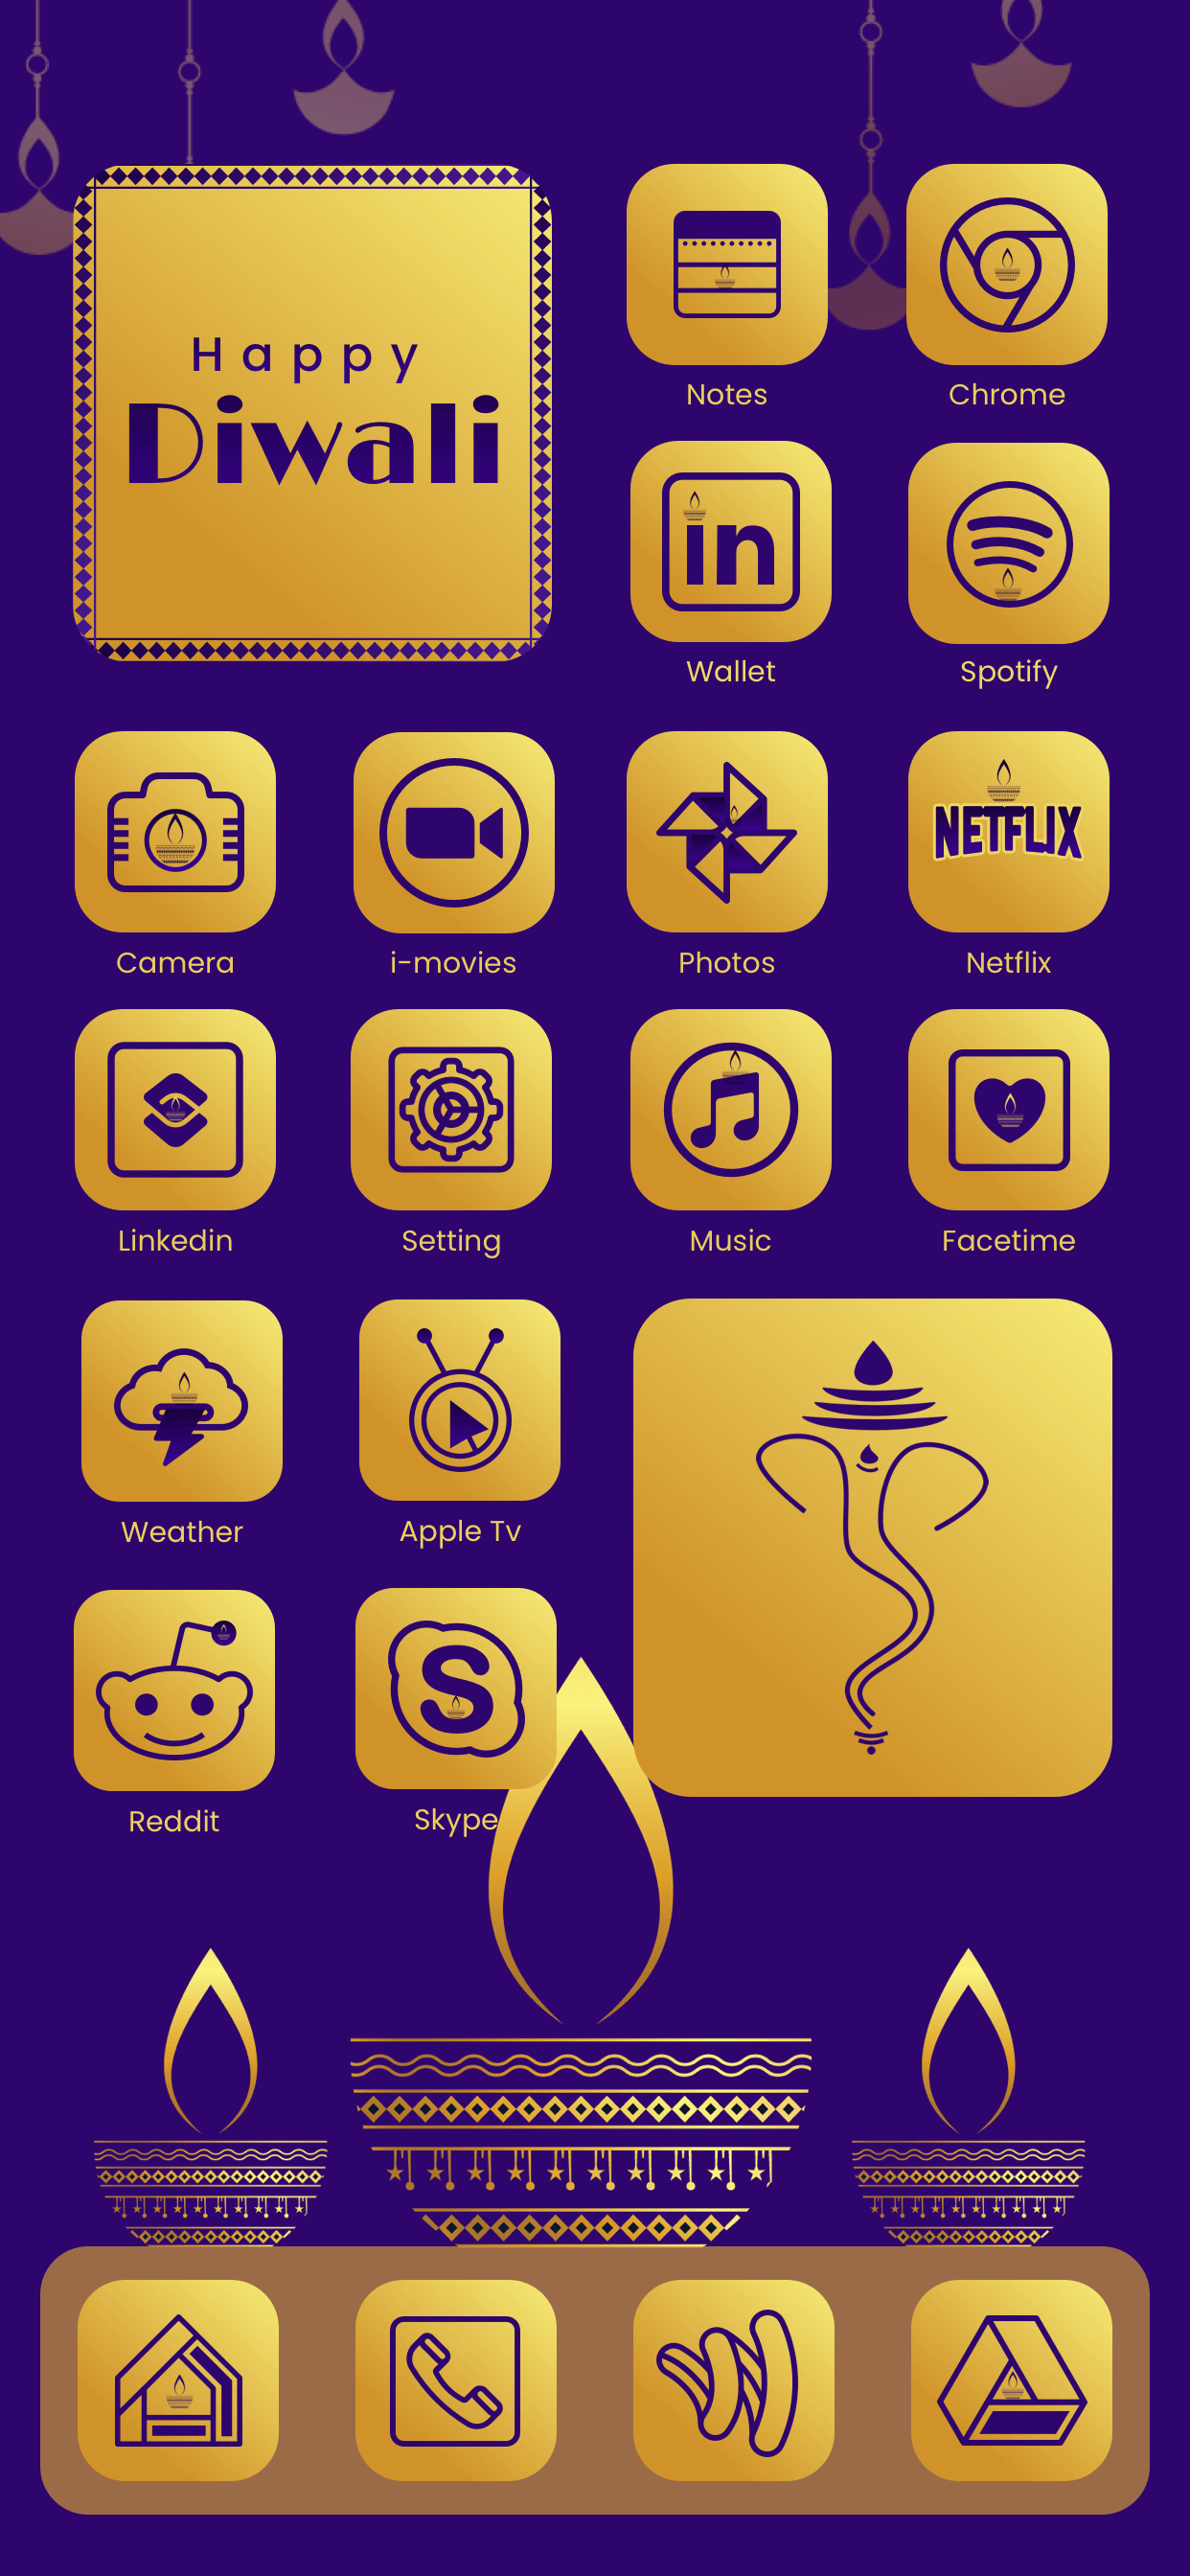 Happy
Diwali
Notes
Chrome
in
Wallet
Spotify
NETFLIX
Camera
i-movies
Photos
Netflix
Linkedin
Setting
Music
Facetime
Weather
Apple Tv
S
Reddit
Skype